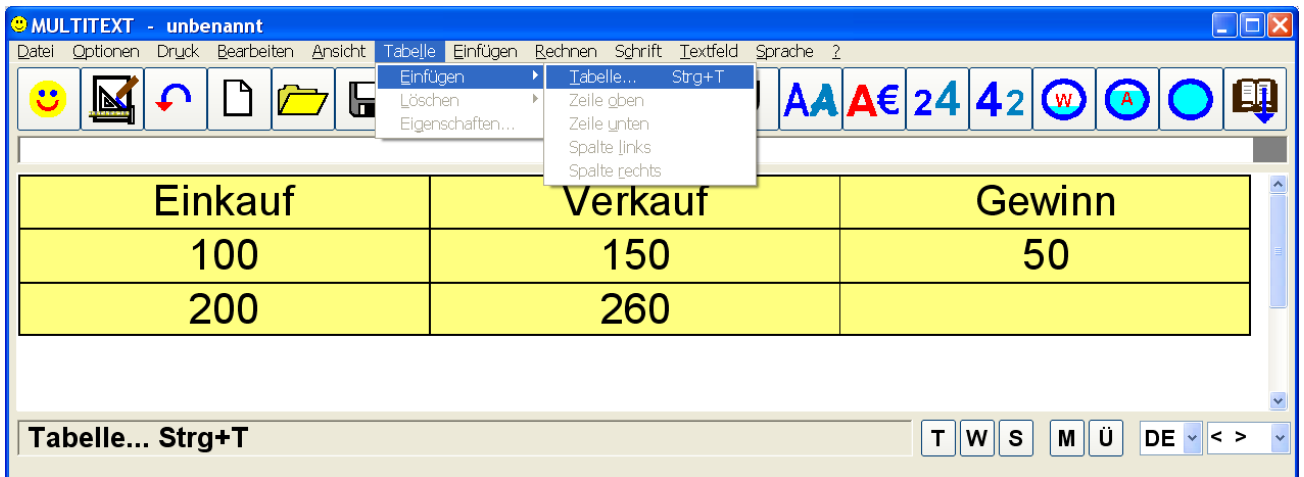 MULTITEXT - unbenannt
Datei Optionen Druck Bearbeiten Ansicht Tabelle Einfügen Rechnen Schrift Textfeld Sprache ?
Einfügen
Löschen
Eigenschaften...
Tabelle... Strg+T
Zeile oben
Zeile unten
Spalte links
Spalte rechts
AA A€ 24 42 W A
Einkauf Verkauf Gewinn
100 150 50
200 260
Tabelle... Strg+T T W S M Ü DE < >